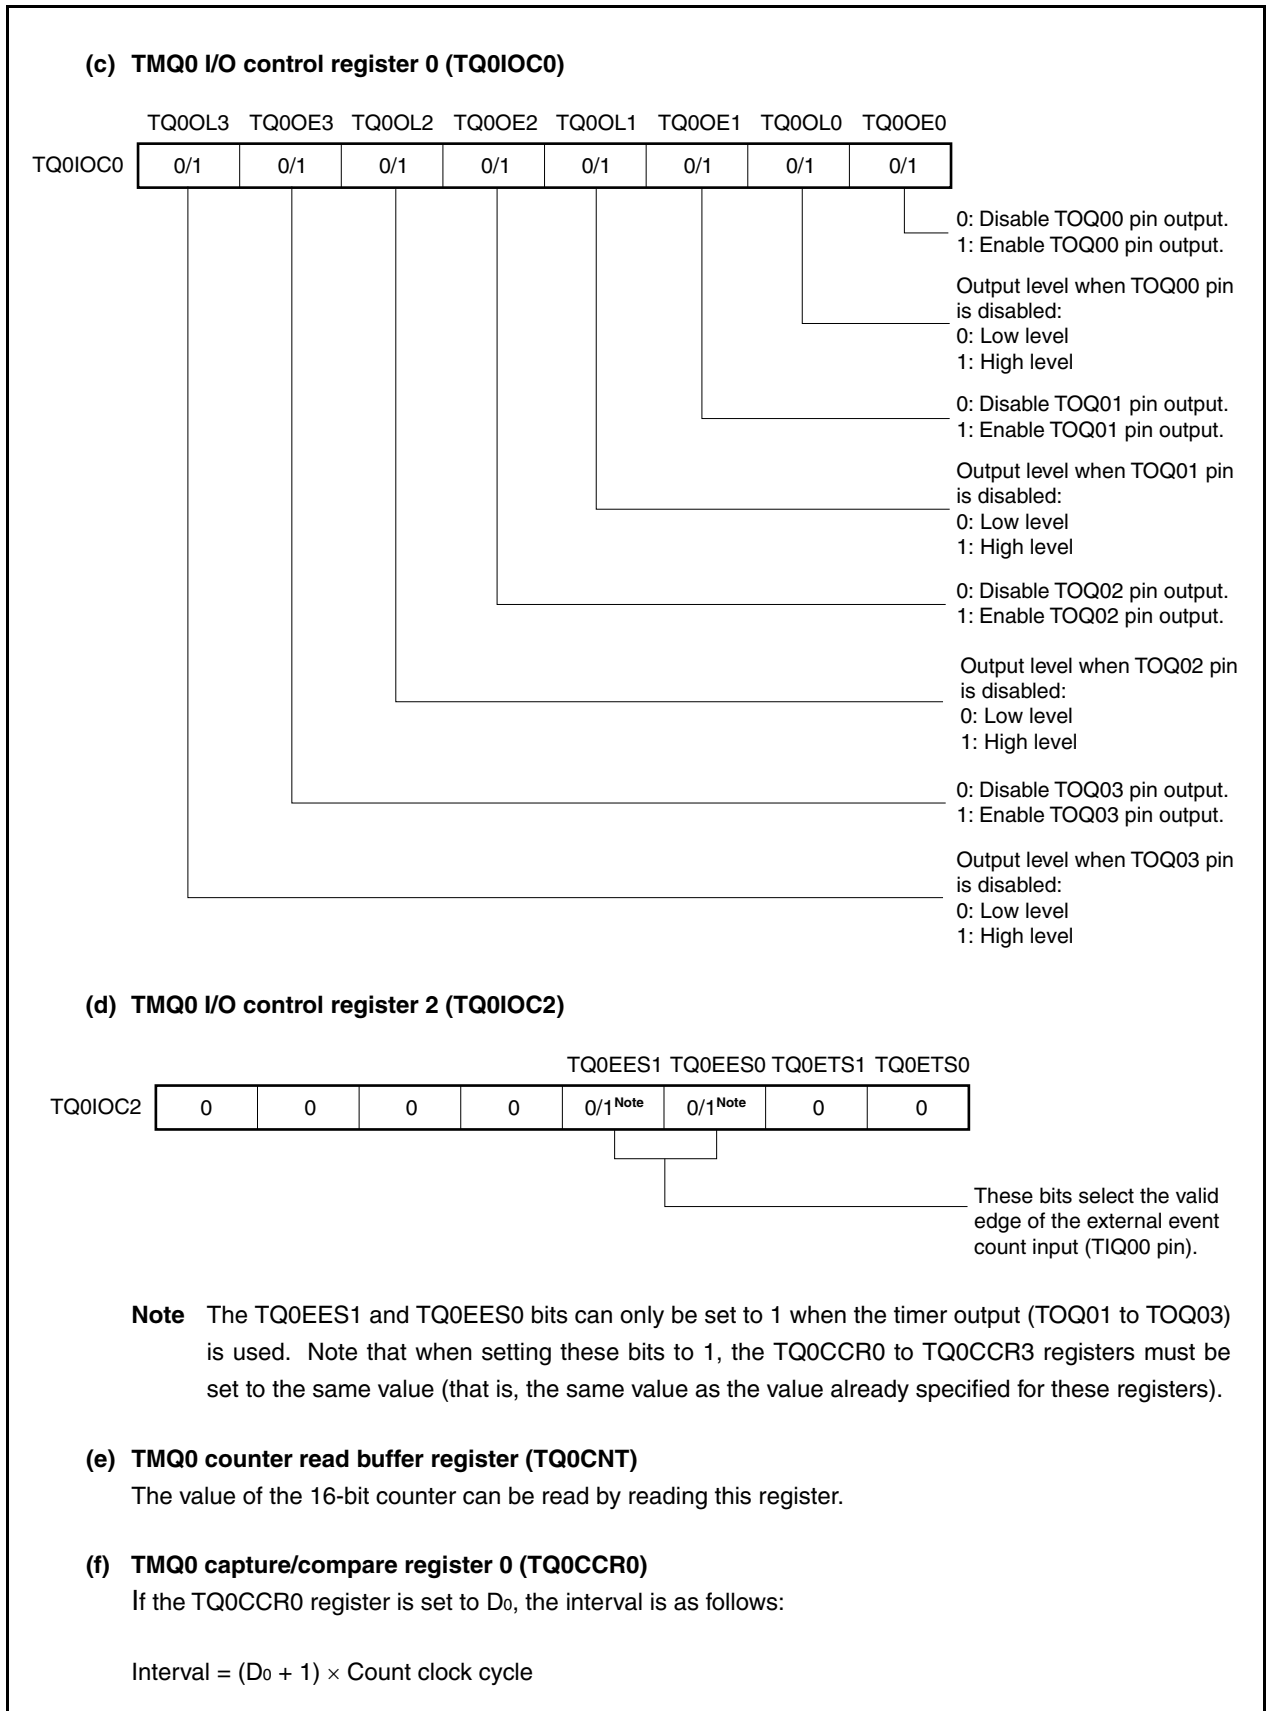 (c) TMQ0 I/O control register 0 (TQ0IOC0)
TQ0OL3 TQ0OE3 TQ0OL2 TQ0OE2 TQ0OL1 TQ0OE1 TQ0OL0 TQ0OE0
TQ0IOC0 0/1 0/1 0/1 0/1 0/1 0/1 0/1 0/1
0: Disable TOQ00 pin output.
1: Enable TOQ00 pin output.
Output level when TOQ00 pin
is disabled:
0: Low level
1: High level
0: Disable TOQ01 pin output.
1: Enable TOQ01 pin output.
Output level when TOQ01 pin
is disabled:
0: Low level
1: High level
0: Disable TOQ02 pin output.
1: Enable TOQ02 pin output.
Output level when TOQ02 pin
is disabled:
0: Low level
1: High level
0: Disable TOQ03 pin output.
1: Enable TOQ03 pin output.
Output level when TOQ03 pin
is disabled:
0: Low level
1: High level
(d) TMQ0 I/O control register 2 (TQ0IOC2)
TQ0EES1 TQ0EES0 TQ0ETS1 TQ0ETS0
TQ0IOC2 0 0 0 0 0/1Note 0/1Note 0 0
These bits select the valid
edge of the external event
count input (TIQ00 pin).
Note The TQ0EES1 and TQ0EES0 bits can only be set to 1 when the timer output (TOQ01 to TOQ03)
is used. Note that when setting these bits to 1, the TQ0CCR0 to TQ0CCR3 registers must be
set to the same value (that is, the same value as the value already specified for these registers).
(e) TMQ0 counter read buffer register (TQ0CNT)
The value of the 16-bit counter can be read by reading this register.
(f) TMQ0 capture/compare register 0 (TQ0CCR0)
If the TQ0CCR0 register is set to D0, the interval is as follows:
Interval = (D0 + 1) × Count clock cycle